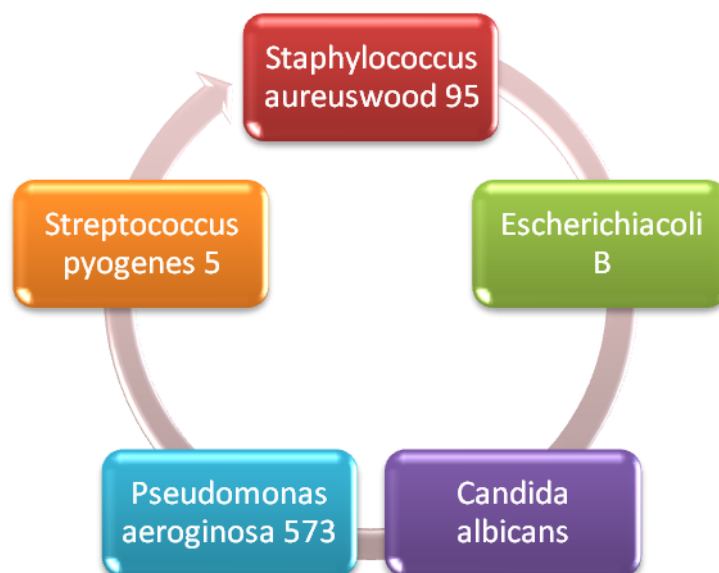 Staphylococcus
aureuswood 95
Escherichiacoli
B
Candida
albicans
Pseudomonas
aeroginosa 573
Streptococcus
pyogenes 5